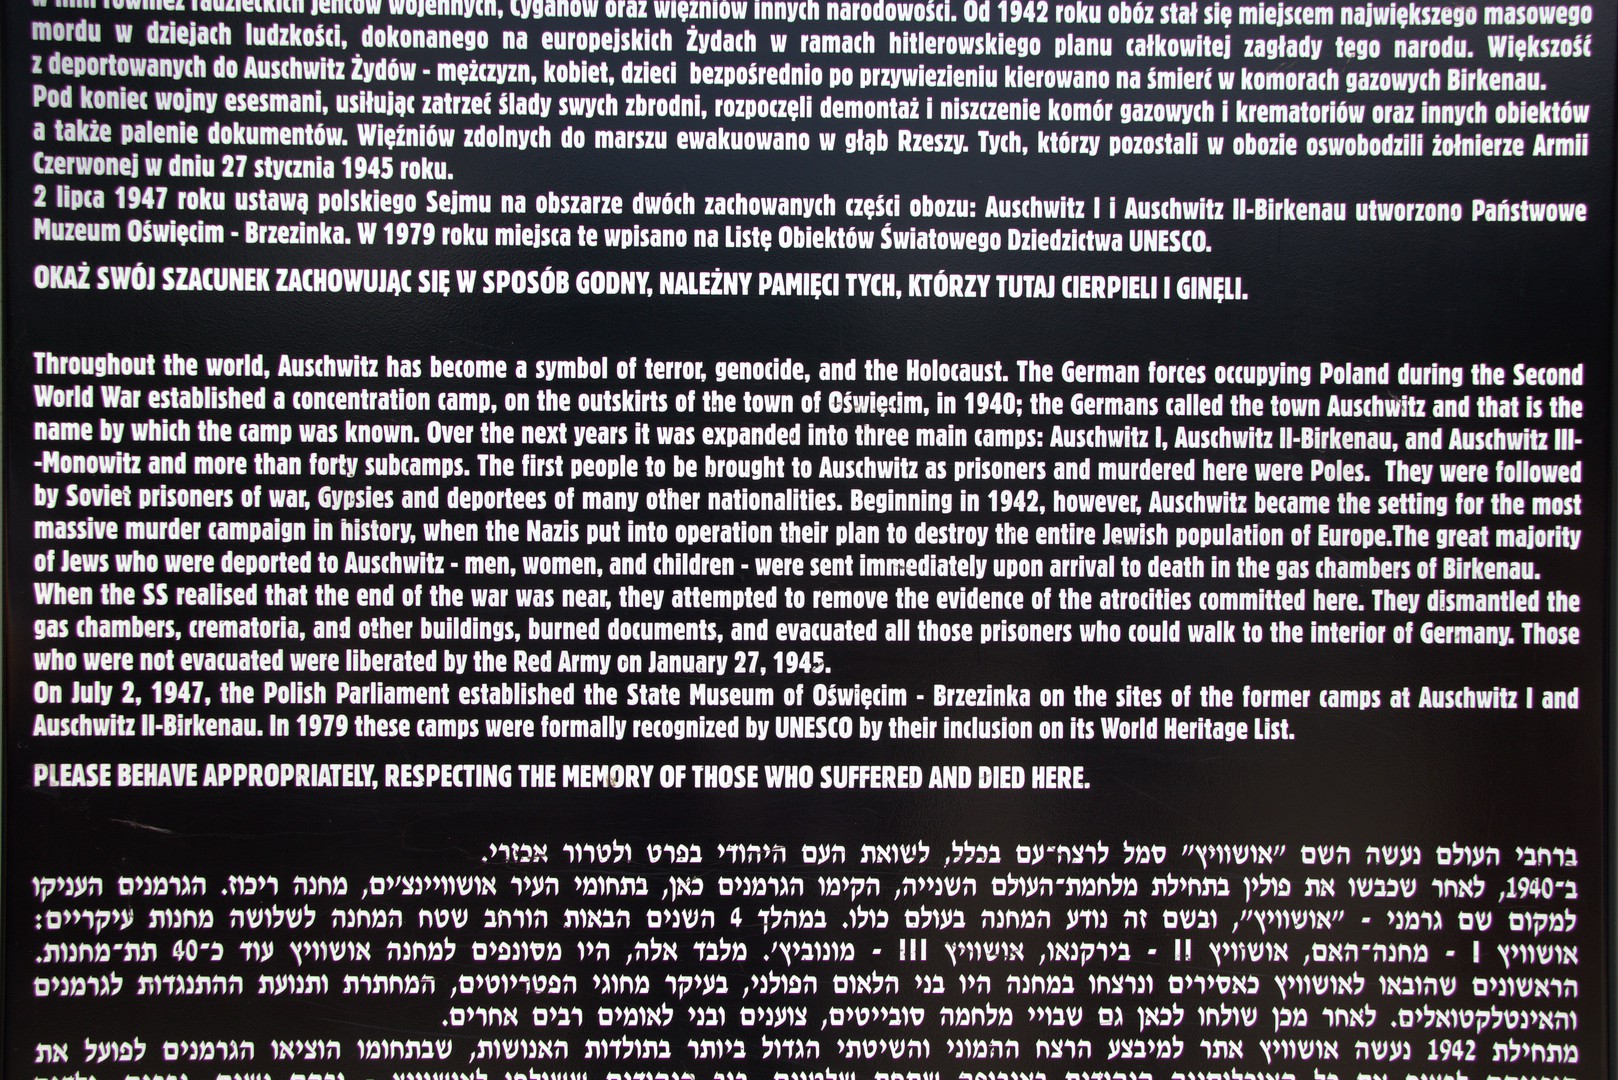 w nim również radzieckich jeńców wojennych, Cyganów oraz więźniów innych narodowości. Od 1942 roku obóz stał się miejscem największego masowego
mordu w dziejach ludzkości, dokonanego na europejskich Żydach w ramach hitlerowskiego planu całkowitej zagłady tego narodu. Większość
z deportowanych do Auschwitz Żydów - mężczyzn, kobiet, dzieci bezpośrednio po przywiezieniu kierowano na śmierć w komorach gazowych Birkenau.
Pod koniec wojny esesmani, usiłując zatrzeć ślady swych zbrodni, rozpoczęli demontaż i niszczenie komór gazowych i krematoriów oraz innych obiektów
a także palenie dokumentów. Więźniów zdolnych do marszu ewakuowano w głąb Rzeszy. Tych, którzy pozostali w obozie oswobodzili żołnierze Armii
Czerwonej w dniu 27 stycznia 1945 roku.
2 lipca 1947 roku ustawą polskiego Sejmu na obszarze dwóch zachowanych części obozu: Auschwitz I i Auschwitz II-Birkenau utworzono Państwowe
Muzeum Oświęcim - Brzezinka. W 1979 roku miejsca te wpisano na Listę Obiektów Światowego Dziedzictwa UNESCO.
OKAŻ SWÓJ SZACUNEK ZACHOWUJĄC SIĘ W SPOSÓB GODNY, NALEŻNY PAMIĘCI TYCH, KTÓRZY TUTAJ CIERPIELI I GINĘLI.
Throughout the world, Auschwitz has become a symbol of terror, genocide, and the Holocaust. The German forces occupying Poland during the Second
World War established a concentration camp, on the outskirts of the town of Oświęcim, in 1940; the Germans called the town Auschwitz and that is the
name by which the camp was known. Over the next years it was expanded into three main camps: Auschwitz I, Auschwitz II-Birkenau, and Auschwitz III-
-Monowitz and more than forty subcamps. The first people to be brought to Auschwitz as prisoners and murdered here were Poles. They were followed
by Soviet prisoners of war, Gypsies and deportees of many other nationalities. Beginning in 1942, however, Auschwitz became the setting for the most
massive murder campaign in history, when the Nazis put into operation their plan to destroy the entire Jewish population of Europe.The great majority
of Jews who were deported to Auschwitz - men, women, and children - were sent immediately upon arrival to death in the gas chambers of Birkenau.
When the SS realised that the end of the war was near, they attempted to remove the evidence of the atrocities committed here. They dismantled the
gas chambers, crematoria, and other buildings, burned documents, and evacuated all those prisoners who could walk to the interior of Germany. Those
who were not evacuated were liberated by the Red Army on January 27, 1945.
On July 2, 1947, the Polish Parliament established the State Museum of Oświęcim - Brzezinka on the sites of the former camps at Auschwitz I and
Auschwitz II-Birkenau. In 1979 these camps were formally recognized by UNESCO by their inclusion on its World Heritage List.
PLEASE BEHAVE APPROPRIATELY, RESPECTING THE MEMORY OF THOSE WHO SUFFERED AND DIED HERE.
ברחבי העולם נעשה השם "אושוויץ" סמל לרצח־עם בכלל, לשואת העם היהודי בפרט ולטרור אכזרי.
ב־1940, לאחר שכבשו את פולין בתחילת מלחמת־העולם השנייה, הקימו הגרמנים כאן, בתחומי העיר אושוויינצ'ים, מחנה ריכוז. הגרמנים העניקו
למקום שם גרמני - "אושוויץ", ובשם זה נודע המחנה בעולם כולו. במהלך 4 השנים הבאות הורחב שטח המחנה לשלושה מחנות עיקריים:
אושוויץ I - מחנה־האם, אושוויץ II - בירקנאו, אושוויץ III - מונוביץ'. מלבד אלה, היו מסונפים למחנה אושוויץ עוד כ־40 תת־מחנות.
הראשונים שהובאו לאושוויץ כאסירים ונרצחו במחנה היו בני הלאום הפולני, בעיקר מחוגי הפטריוטים, המחתרת ותנועת ההתנגדות לגרמנים
והאינטלקטואלים. לאחר מכן שולחו לכאן גם שבויי מלחמה סובייטים, צוענים ובני לאומים רבים אחרים.
מתחילת 1942 נעשה אושוויץ אתר למיבצע הרצח ההמוני והשיטתי הגדול ביותר בתולדות האנושות, שבתחומו הוציאו הגרמנים לפועל את